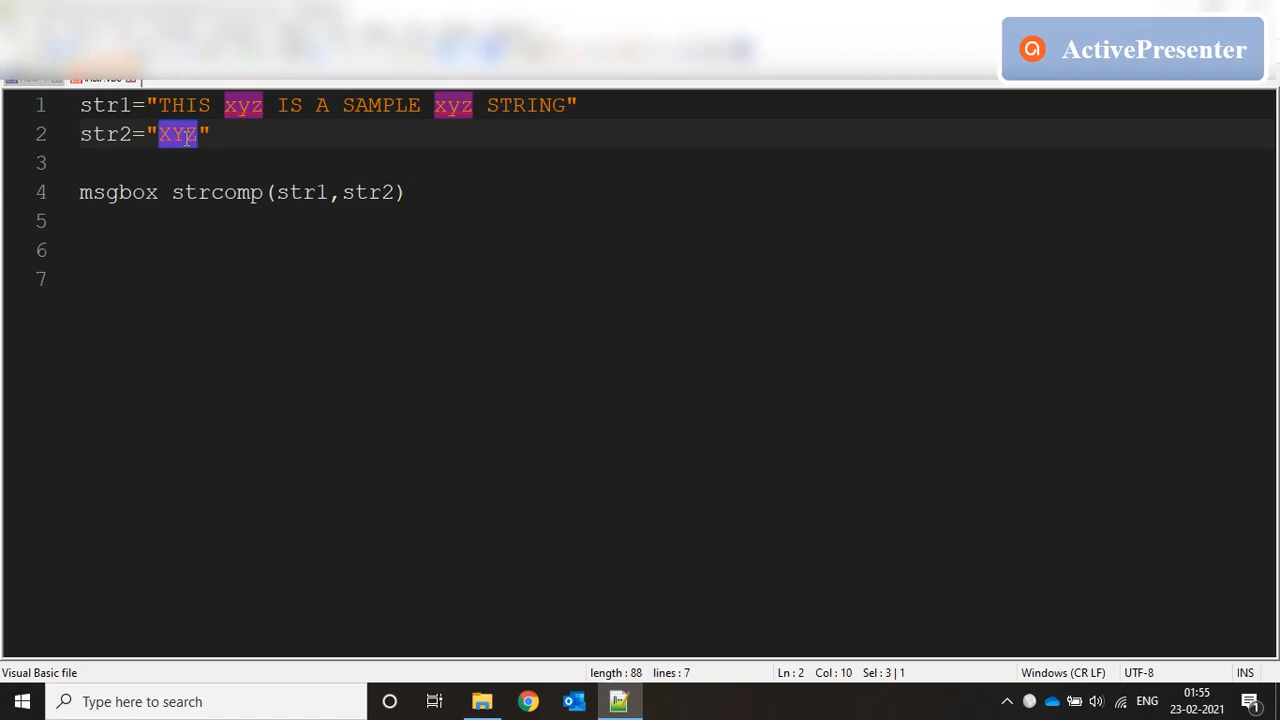 ActivePresenter
1 str1="THIS xyz IS A SAMPLE xyz STRING"
2 str2="XYZ"
3
4 msgbox strcomp(str1,str2)
5
6
7
Visual Basic file length : 88 lines : 7 Ln : 2 Col : 10 Sel : 3 | 1 Windows (CR LF) UTF-8 INS
Type here to search ENG 01:55
23-02-2021 1